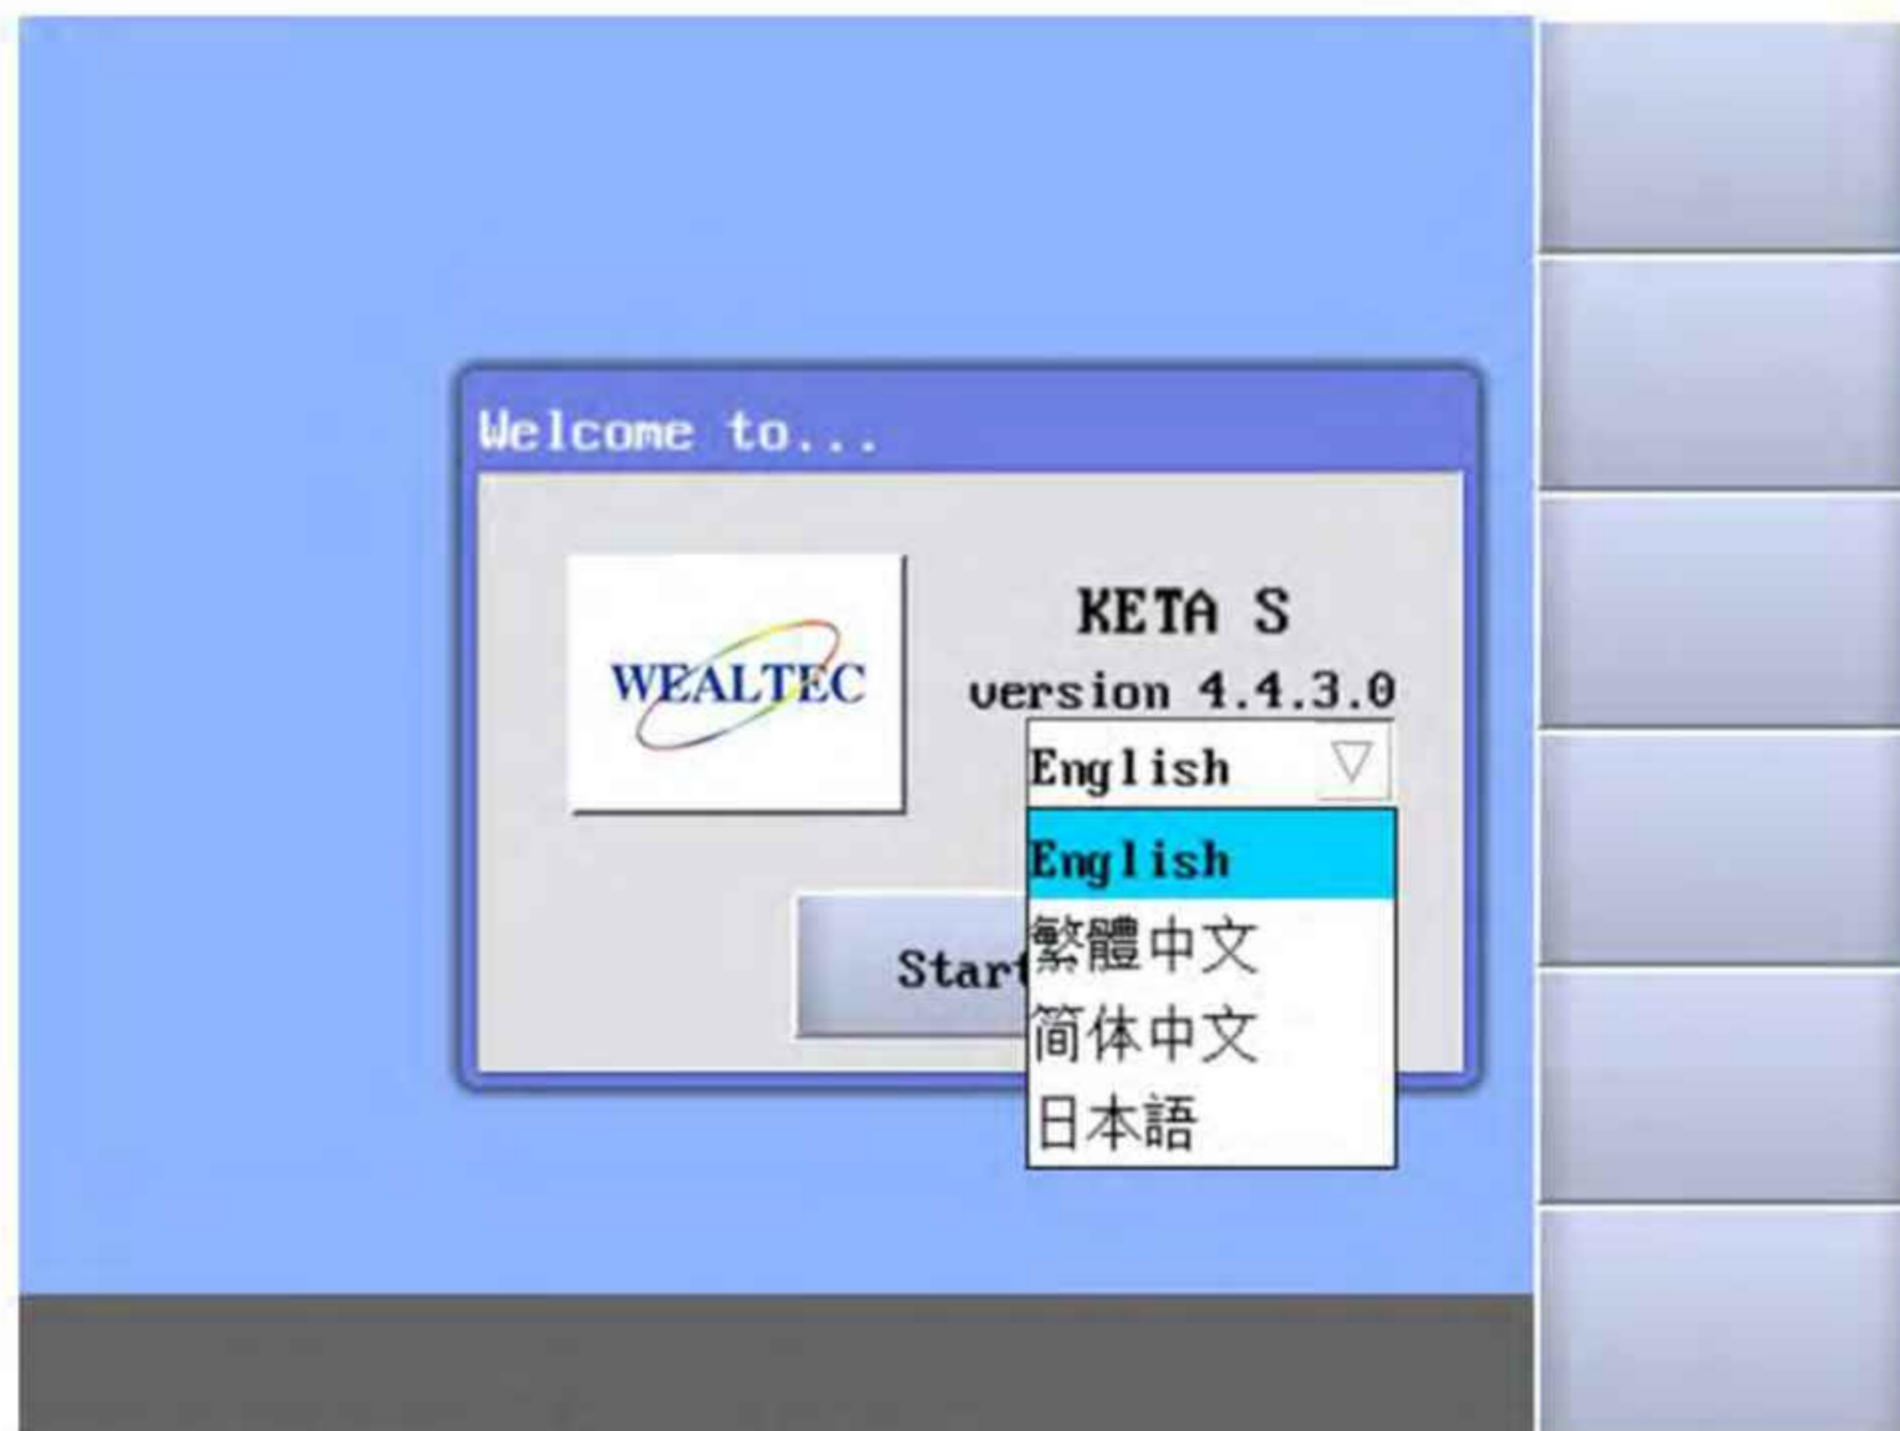 Welcome to...
WEALTEC
KETA S
version 4.4.3.0
English
English
繁體中文
简体中文
日本語
Start